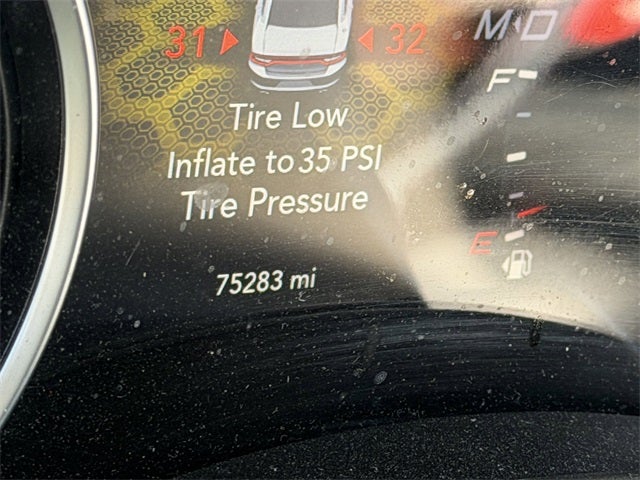 31 32
M D
F
Tire Low
Inflate to 35 PSI
Tire Pressure
E
75283 mi